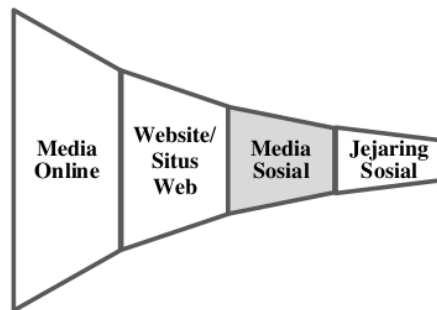 Media
Online
Website/
Situs
Web
Media
Sosial
Jejaring
Sosial